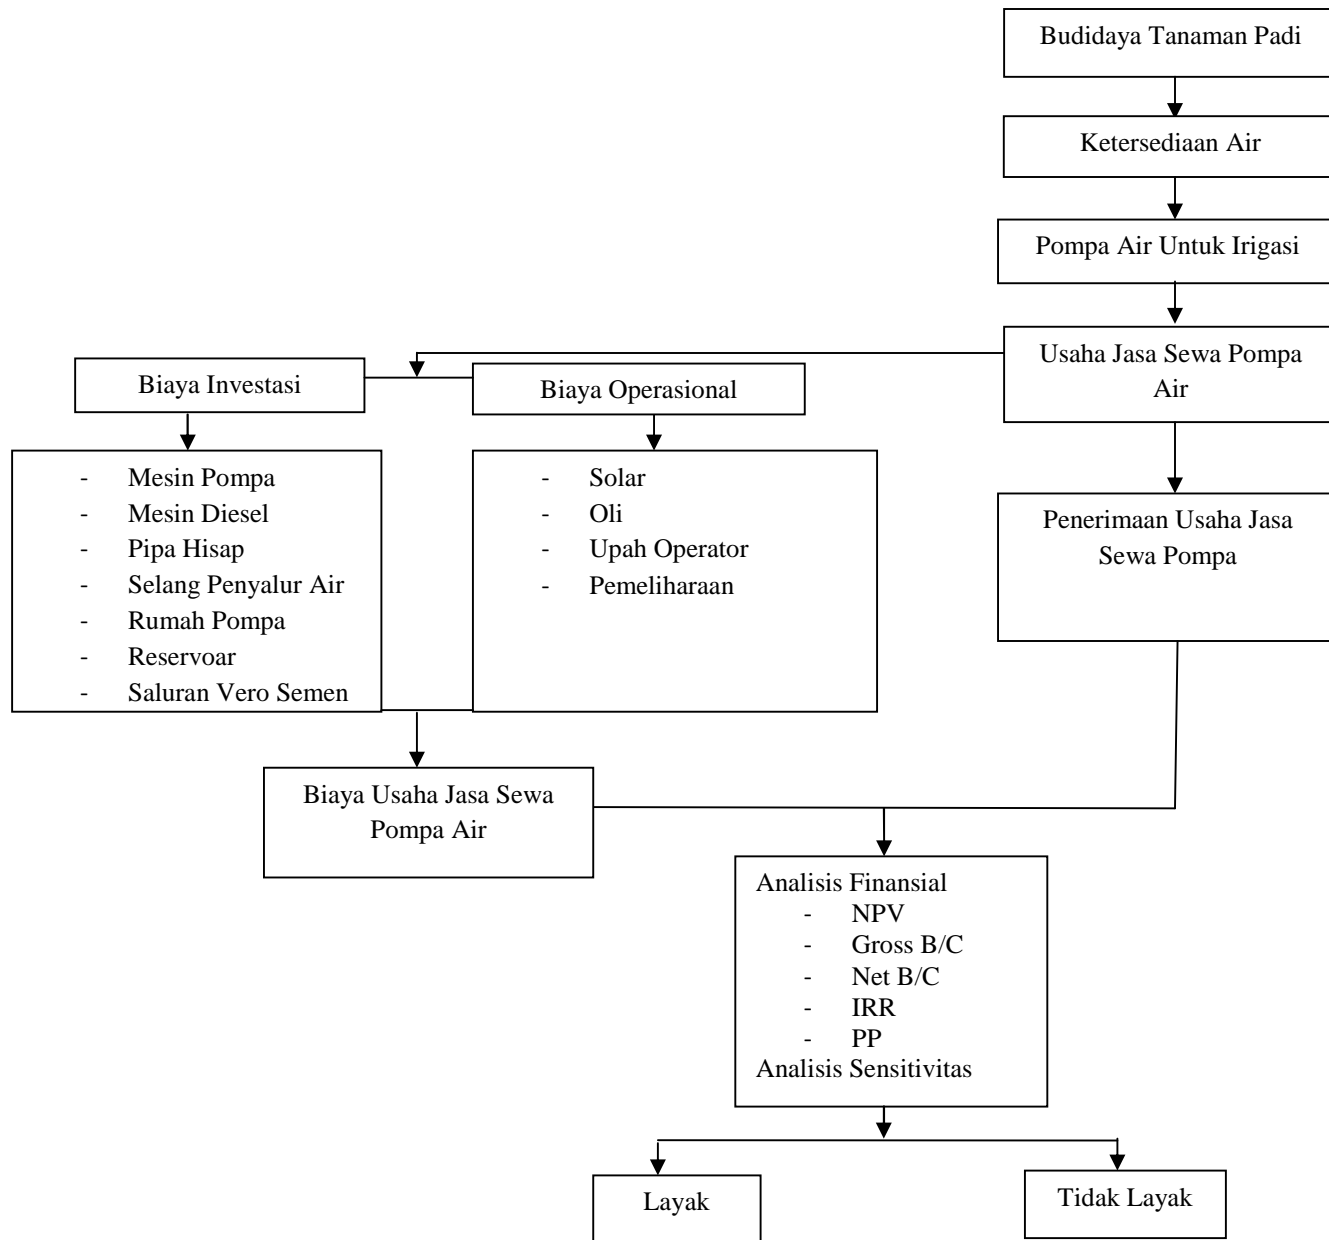 Budidaya Tanaman Padi
Ketersediaan Air
Pompa Air Untuk Irigasi
Usaha Jasa Sewa Pompa
Air
Biaya Investasi
Biaya Operasional
- Mesin Pompa
- Mesin Diesel
- Pipa Hisap
- Selang Penyalur Air
- Rumah Pompa
- Reservoar
- Saluran Vero Semen
- Solar
- Oli
- Upah Operator
- Pemeliharaan
Penerimaan Usaha Jasa
Sewa Pompa
Biaya Usaha Jasa Sewa
Pompa Air
Analisis Finansial
- NPV
- Gross B/C
- Net B/C
- IRR
- PP
Analisis Sensitivitas
Layak
Tidak Layak